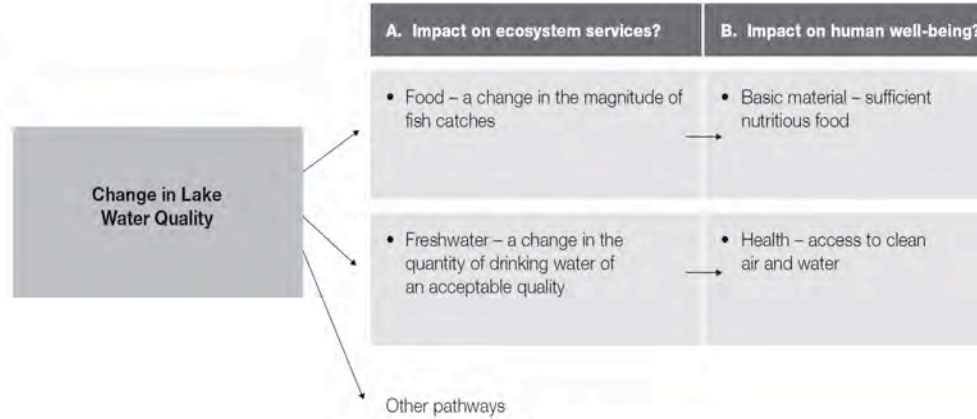 A. Impact on ecosystem services?
B. Impact on human well-being?
• Food – a change in the magnitude of
fish catches
• Basic material – sufficient
nutritious food
Change in Lake
Water Quality
• Freshwater – a change in the
quantity of drinking water of
an acceptable quality
• Health – access to clean
air and water
Other pathways